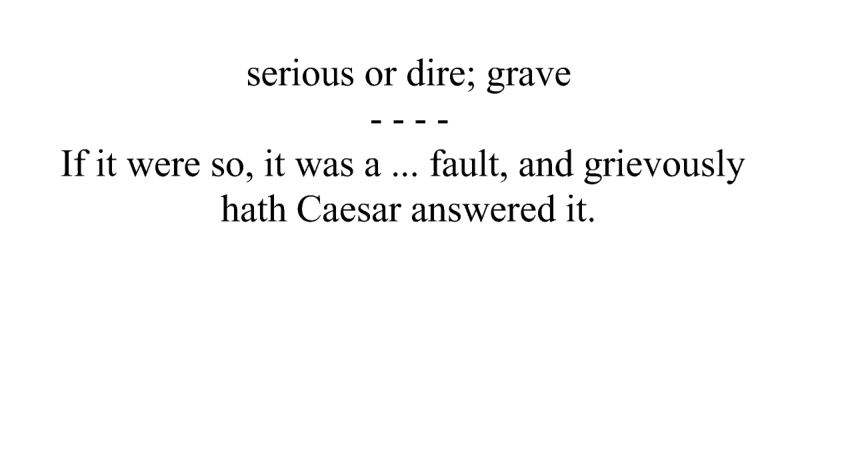 serious or dire; grave
- - - -
If it were so, it was a ... fault, and grievously
hath Caesar answered it.